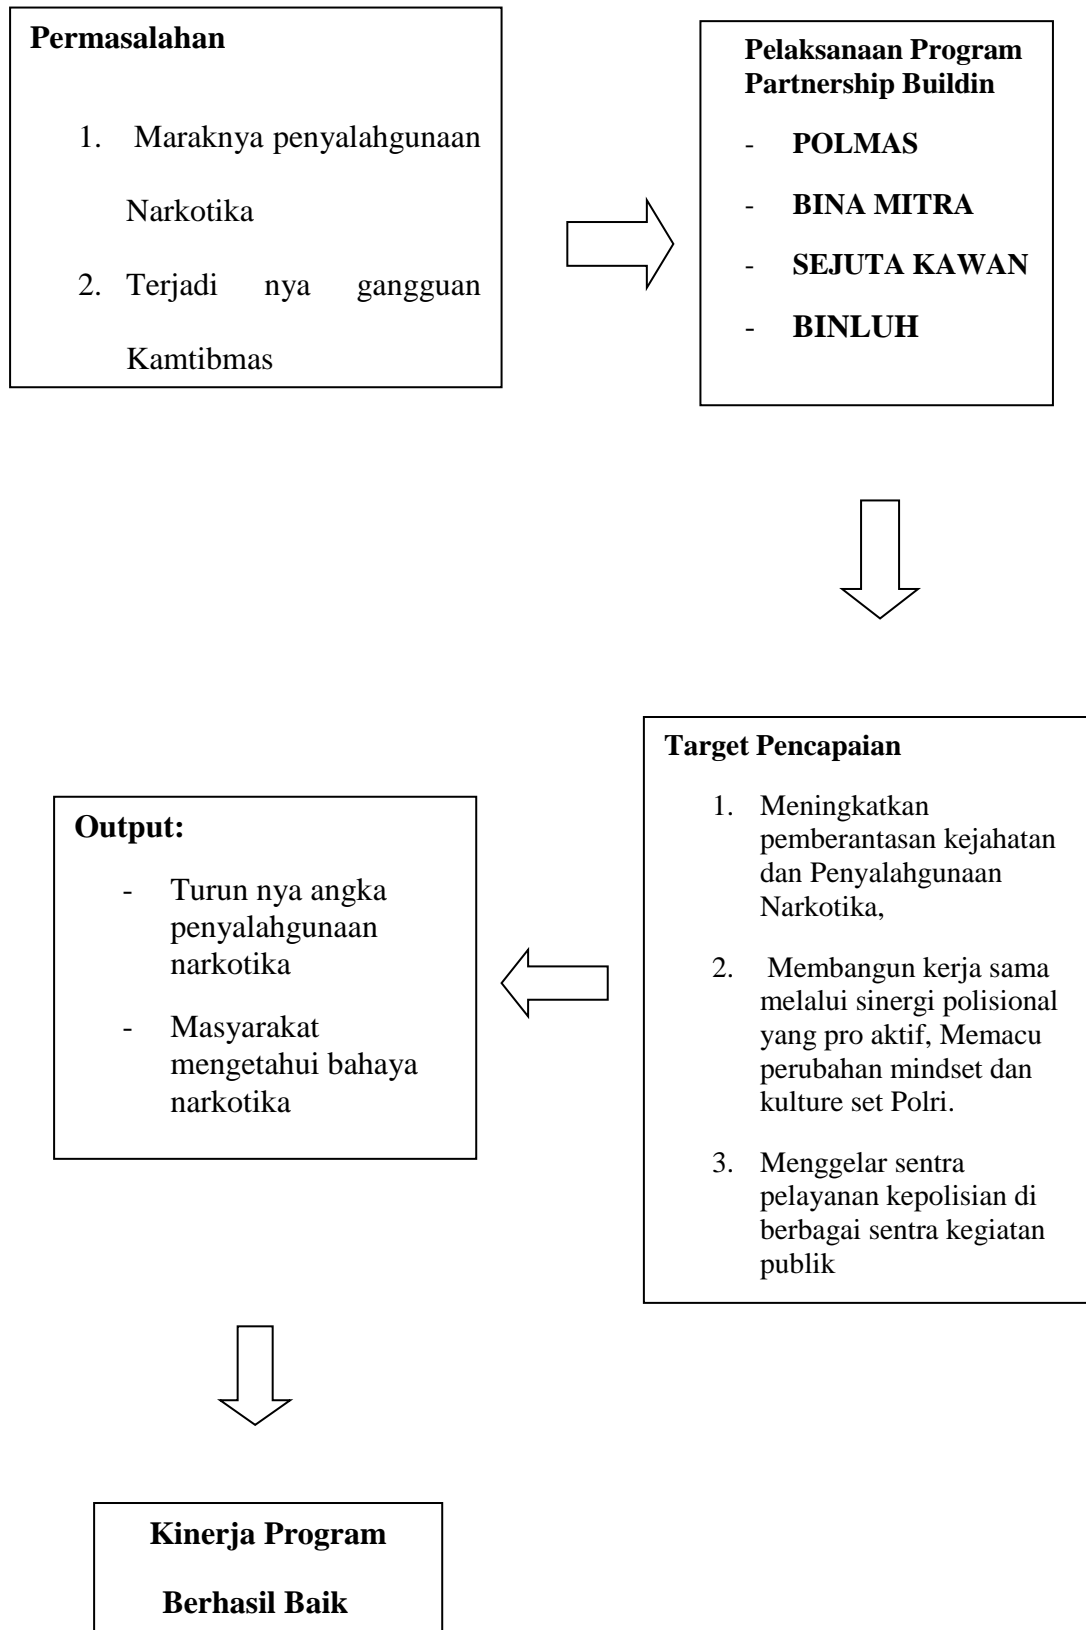 Permasalahan
1. Maraknya penyalahgunaan
Narkotika
2. Terjadi nya gangguan
Kamtibmas
Pelaksanaan Program
Partnership Buildin
- POLMAS
- BINA MITRA
- SEJUTA KAWAN
- BINLUH
Target Pencapaian
1. Meningkatkan
pemberantasan kejahatan
dan Penyalahgunaan
Narkotika,
2. Membangun kerja sama
melalui sinergi polisional
yang pro aktif, Memacu
perubahan mindset dan
kulture set Polri.
3. Menggelar sentra
pelayanan kepolisian di
berbagai sentra kegiatan
publik
Output:
- Turun nya angka
penyalahgunaan
narkotika
- Masyarakat
mengetahui bahaya
narkotika
Kinerja Program
Berhasil Baik